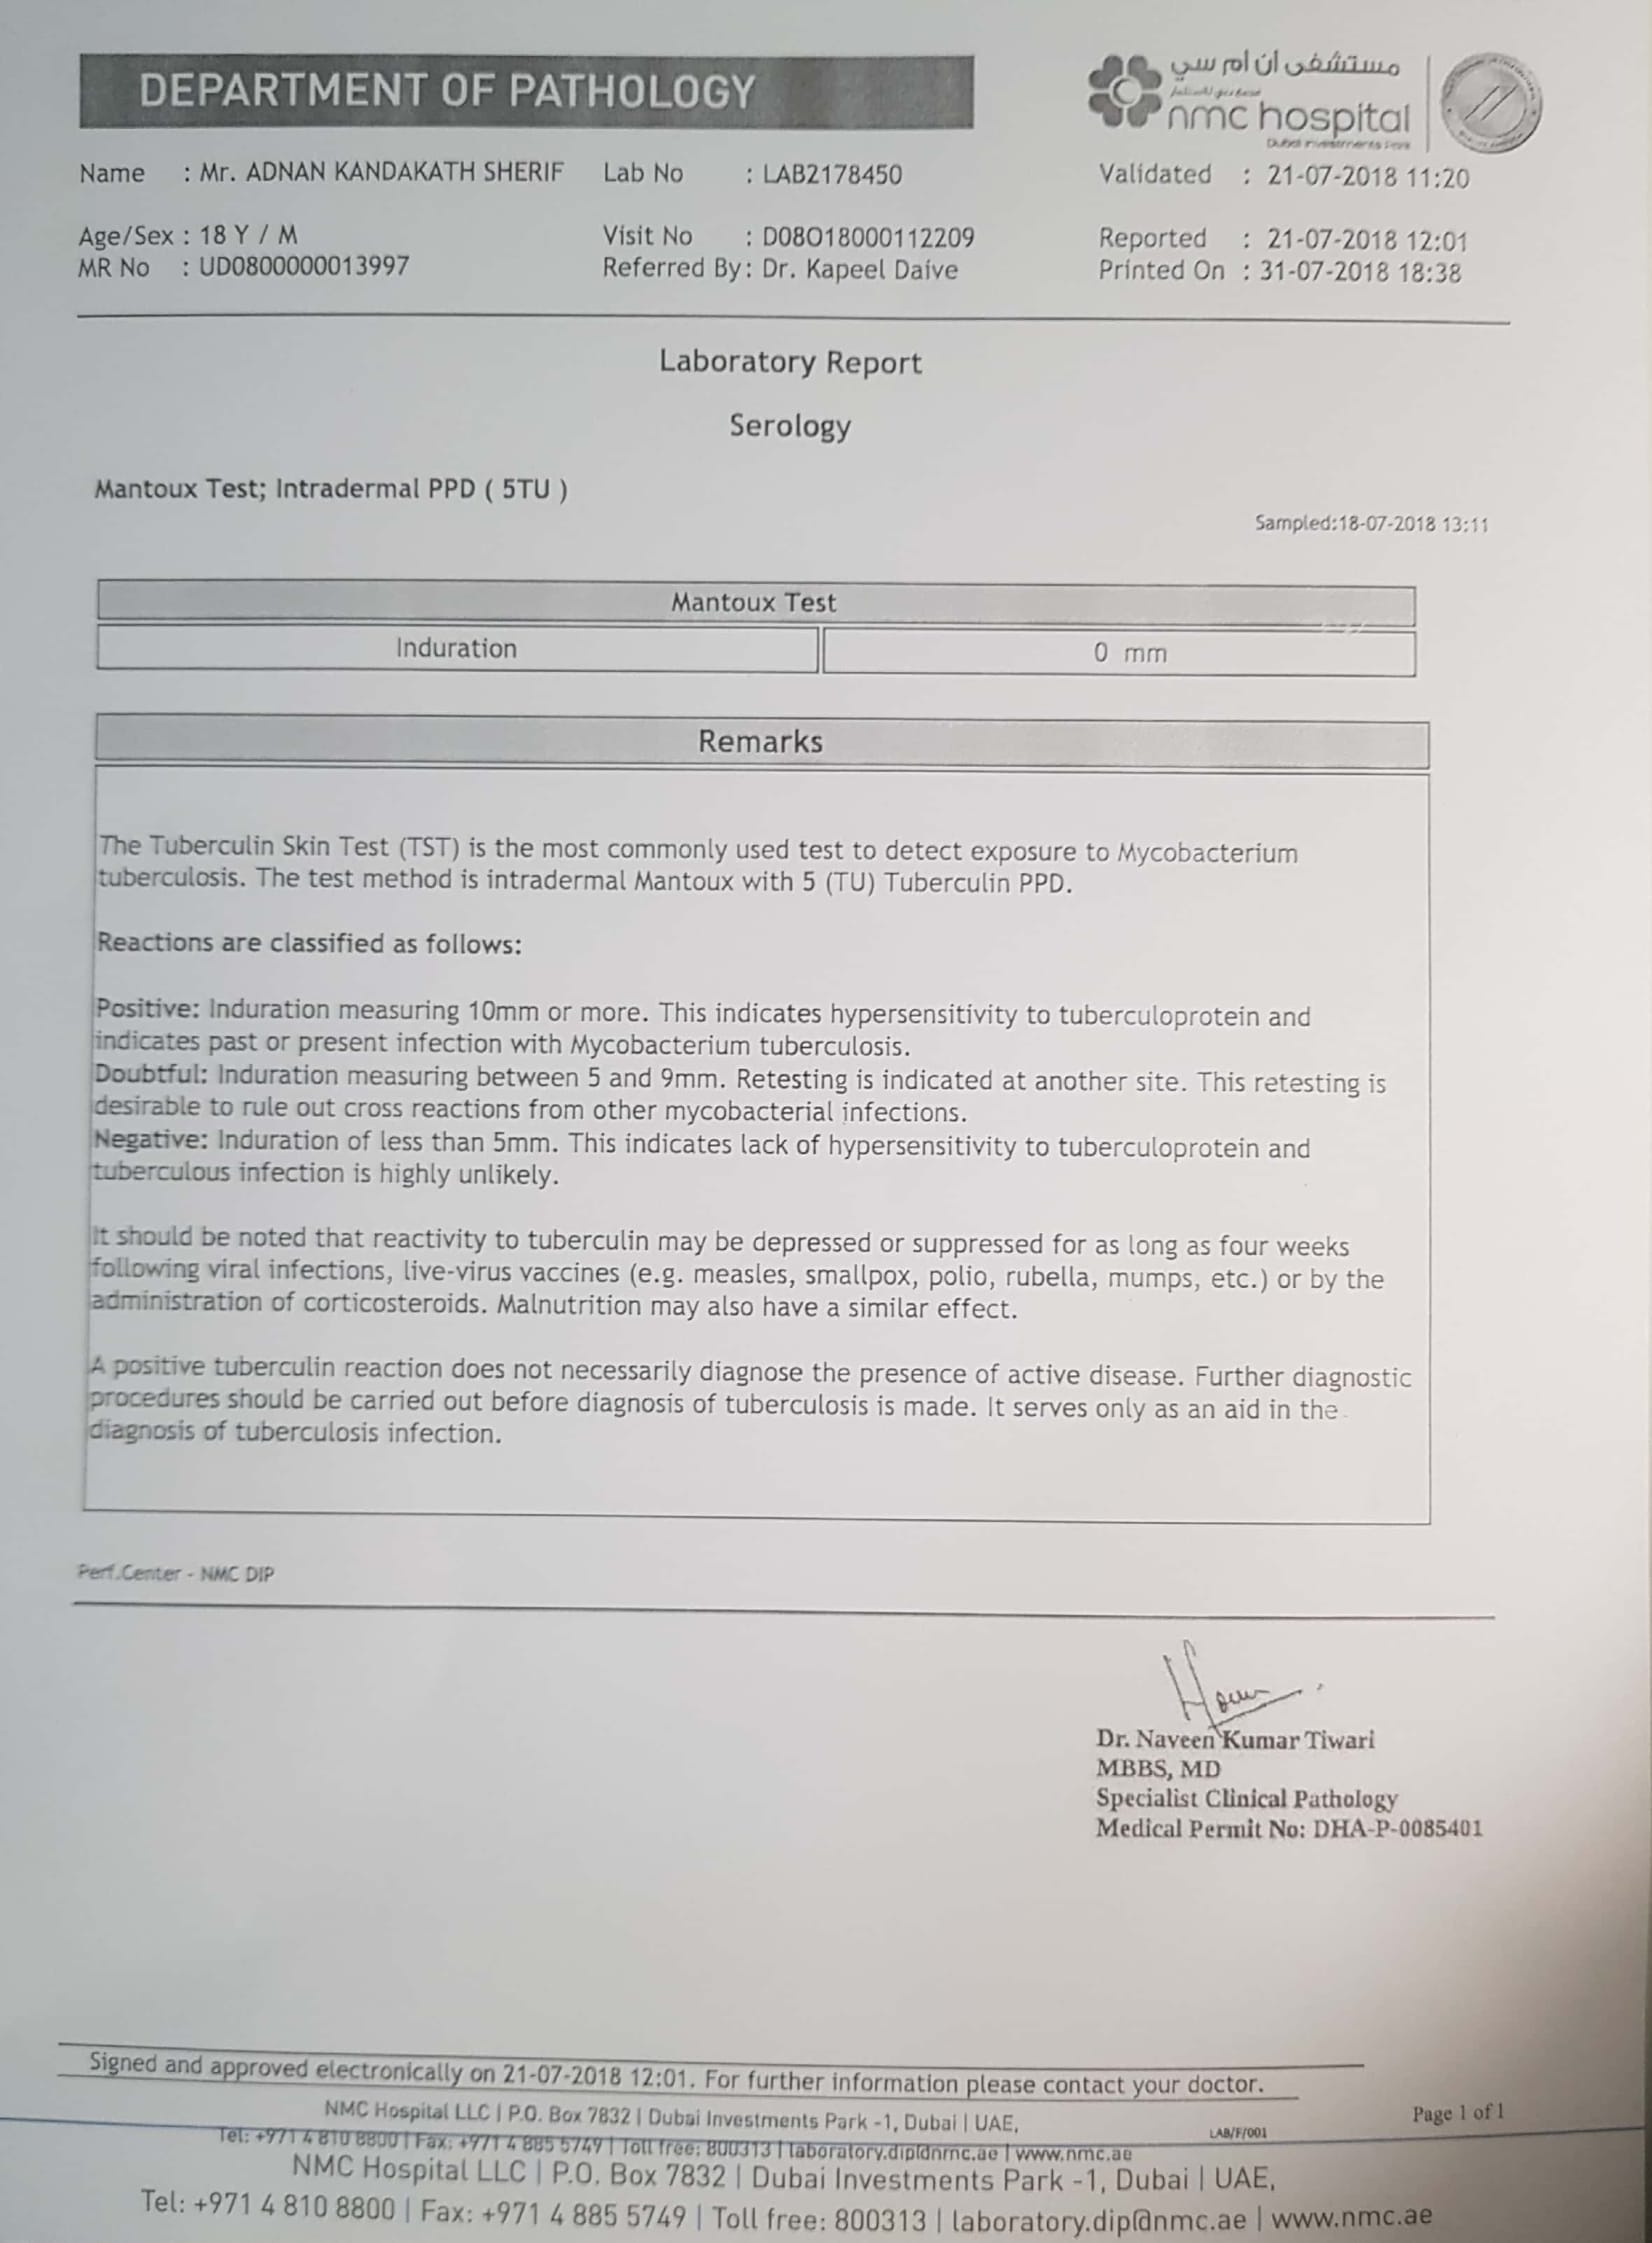 DEPARTMENT OF PATHOLOGY
مستشفى ان ام سي
nmc hospital
Dubai Investments Park
Name : Mr. ADNAN KANDAKATH SHERIF Lab No : LAB2178450 Validated : 21-07-2018 11:20
Age/Sex : 18 Y / M Visit No : D08O18000112209 Reported : 21-07-2018 12:01
MR No : UD0800000013997 Referred By: Dr. Kapeel Daive Printed On : 31-07-2018 18:38
Laboratory Report
Serology
Mantoux Test; Intradermal PPD ( 5TU )
Sampled:18-07-2018 13:11
Mantoux Test
Induration 0 mm
Remarks
The Tuberculin Skin Test (TST) is the most commonly used test to detect exposure to Mycobacterium
tuberculosis. The test method is intradermal Mantoux with 5 (TU) Tuberculin PPD.
Reactions are classified as follows:
Positive: Induration measuring 10mm or more. This indicates hypersensitivity to tuberculoprotein and
indicates past or present infection with Mycobacterium tuberculosis.
Doubtful: Induration measuring between 5 and 9mm. Retesting is indicated at another site. This retesting is
desirable to rule out cross reactions from other mycobacterial infections.
Negative: Induration of less than 5mm. This indicates lack of hypersensitivity to tuberculoprotein and
tuberculous infection is highly unlikely.
It should be noted that reactivity to tuberculin may be depressed or suppressed for as long as four weeks
following viral infections, live-virus vaccines (e.g. measles, smallpox, polio, rubella, mumps, etc.) or by the
administration of corticosteroids. Malnutrition may also have a similar effect.
A positive tuberculin reaction does not necessarily diagnose the presence of active disease. Further diagnostic
procedures should be carried out before diagnosis of tuberculosis is made. It serves only as an aid in the
diagnosis of tuberculosis infection.
Perf.Center - NMC DIP
Dr. Naveen Kumar Tiwari
MBBS, MD
Specialist Clinical Pathology
Medical Permit No: DHA-P-0085401
Signed and approved electronically on 21-07-2018 12:01. For further information please contact your doctor.
NMC Hospital LLC | P.O. Box 7832 | Dubai Investments Park -1, Dubai | UAE,
LAB/F/001
Page 1 of 1
Tel: +971 4 810 8800 | Fax: +971 4 885 5749 | Toll free: 800313 | laboratory.dip@nmc.ae | www.nmc.ae
NMC Hospital LLC | P.O. Box 7832 | Dubai Investments Park -1, Dubai | UAE,
Tel: +971 4 810 8800 | Fax: +971 4 885 5749 | Toll free: 800313 | laboratory.dip@nmc.ae | www.nmc.ae